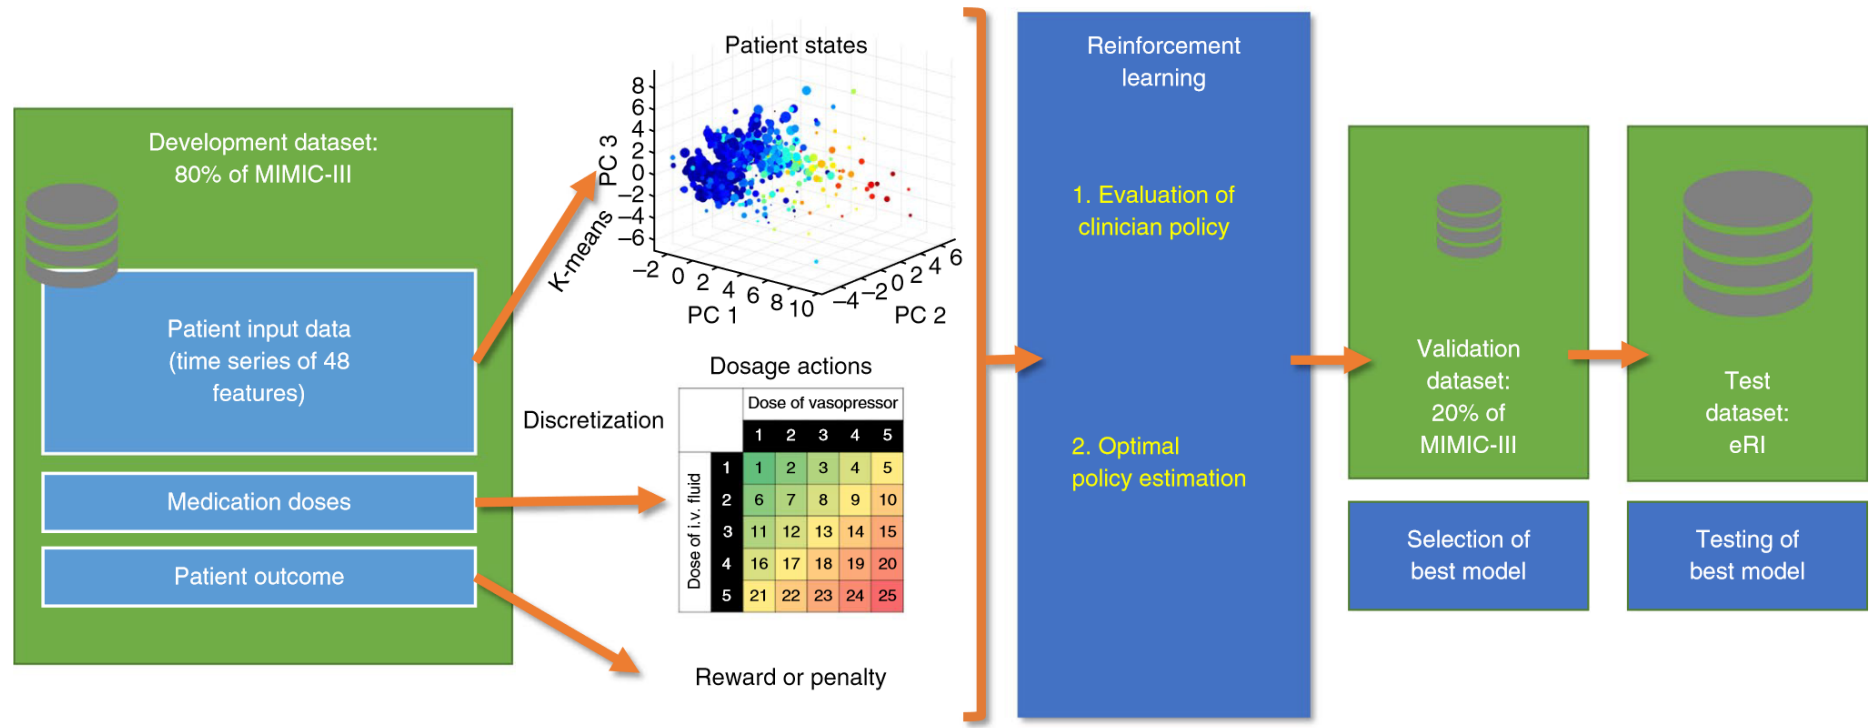 Development dataset:
80% of MIMIC-III
Patient input data
(time series of 48
features)
Medication doses
Patient outcome
K-means
Discretization
Patient states
PC 3
8
6
4
2
0
−2
−4
−6
−2 0 2 4 6 8 10
PC 1
−4 −2 0 2 4 6
PC 2
Dosage actions
Dose of vasopressor
1 2 3 4 5
Dose of i.v. fluid
1 1 2 3 4 5
2 6 7 8 9 10
3 11 12 13 14 15
4 16 17 18 19 20
5 21 22 23 24 25
Reward or penalty
Reinforcement
learning
1. Evaluation of
clinician policy
2. Optimal
policy estimation
Validation
dataset:
20% of
MIMIC-III
Selection of
best model
Test
dataset:
eRI
Testing of
best model